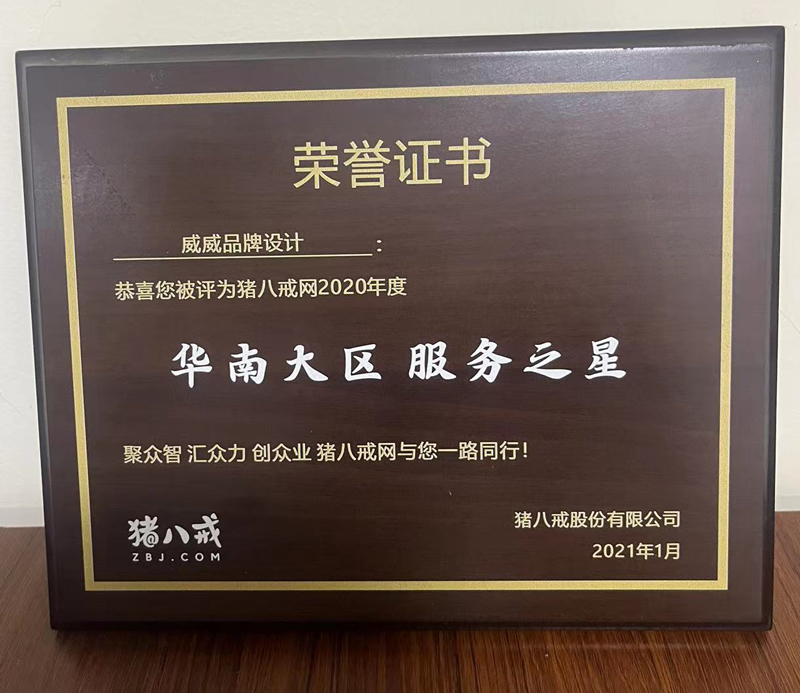 荣誉证书
威威品牌设计：
恭喜您被评为猪八戒网2020年度
华南大区 服务之星
聚众智 汇众力 创众业 猪八戒网与您一路同行！
猪八戒股份有限公司
2021年1月
猪八戒
ZBJ.COM